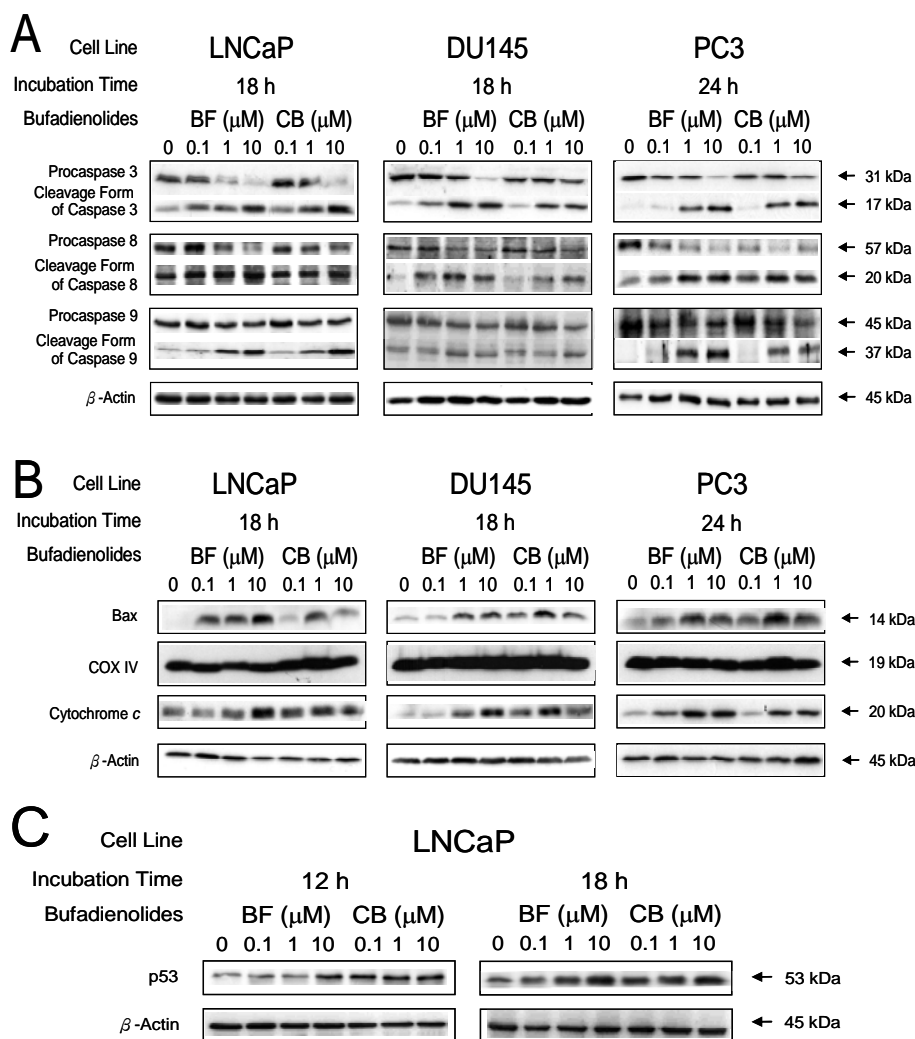 A
Cell Line LNCaP DU145 PC3
Incubation Time 18 h 18 h 24 h
Bufadienolides BF (μM) CB (μM) BF (μM) CB (μM) BF (μM) CB (μM)
0 0.1 1 10 0.1 1 10 0 0.1 1 10 0.1 1 10 0 0.1 1 10 0.1 1 10
Procaspase 3 31 kDa
Cleavage Form
of Caspase 3 17 kDa
Procaspase 8 57 kDa
Cleavage Form
of Caspase 8 20 kDa
Procaspase 9 45 kDa
Cleavage Form
of Caspase 9 37 kDa
β-Actin 45 kDa
B
Cell Line LNCaP DU145 PC3
Incubation Time 18 h 18 h 24 h
Bufadienolides BF (μM) CB (μM) BF (μM) CB (μM) BF (μM) CB (μM)
0 0.1 1 10 0.1 1 10 0 0.1 1 10 0.1 1 10 0 0.1 1 10 0.1 1 10
Bax 14 kDa
COX IV 19 kDa
Cytochrome c 20 kDa
β-Actin 45 kDa
C
Cell Line LNCaP
Incubation Time 12 h 18 h
Bufadienolides BF (μM) CB (μM) BF (μM) CB (μM)
0 0.1 1 10 0.1 1 10 0 0.1 1 10 0.1 1 10
p53 53 kDa
β-Actin 45 kDa